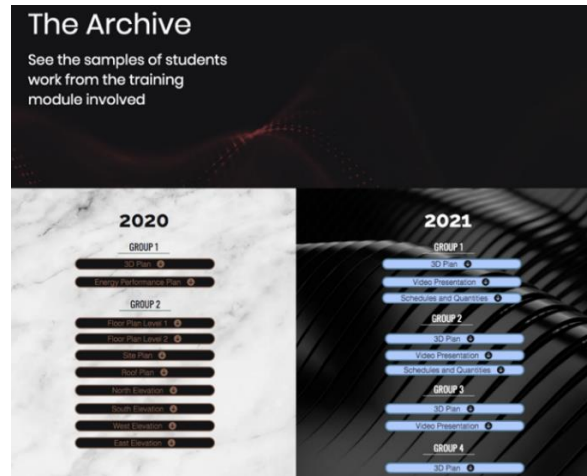 The Archive
See the samples of students
work from the training
module involved
2020
GROUP 1
3D Plan
Energy Performance Plan
GROUP 2
Floor Plan Level 1
Floor Plan Level 2
Site Plan
Roof Plan
North Elevation
South Elevation
West Elevation
East Elevation
2021
GROUP 1
3D Plan
Video Presentation
Schedules and Quantities
GROUP 2
3D Plan
Video Presentation
Schedules and Quantities
GROUP 3
3D Plan
Video Presentation
GROUP 4
3D Plan